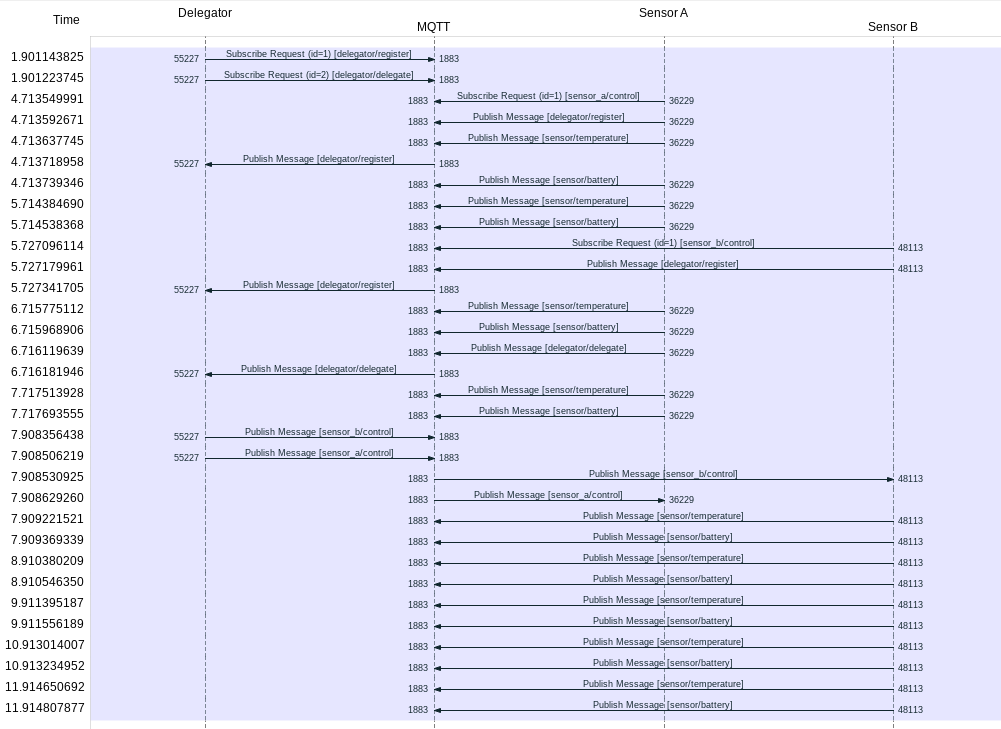 Time Delegator MQTT Sensor A Sensor B
1.901143825 55227 Subscribe Request (id=1) [delegator/register] 1883
1.901223745 55227 Subscribe Request (id=2) [delegator/delegate] 1883
4.713549991 1883 Subscribe Request (id=1) [sensor_a/control] 36229
4.713592671 1883 Publish Message [delegator/register] 36229
4.713637745 1883 Publish Message [sensor/temperature] 36229
4.713718958 55227 Publish Message [delegator/register] 1883
4.713739346 1883 Publish Message [sensor/battery] 36229
5.714384690 1883 Publish Message [sensor/temperature] 36229
5.714538368 1883 Publish Message [sensor/battery] 36229
5.727096114 1883 Subscribe Request (id=1) [sensor_b/control] 48113
5.727179961 1883 Publish Message [delegator/register] 48113
5.727341705 55227 Publish Message [delegator/register] 1883
6.715775112 1883 Publish Message [sensor/temperature] 36229
6.715968906 1883 Publish Message [sensor/battery] 36229
6.716119639 1883 Publish Message [delegator/delegate] 36229
6.716181946 55227 Publish Message [delegator/delegate] 1883
7.717513928 1883 Publish Message [sensor/temperature] 36229
7.717693555 1883 Publish Message [sensor/battery] 36229
7.908356438 55227 Publish Message [sensor_b/control] 1883
7.908506219 55227 Publish Message [sensor_a/control] 1883
7.908530925 1883 Publish Message [sensor_b/control] 48113
7.908629260 1883 Publish Message [sensor_a/control] 36229
7.909221521 1883 Publish Message [sensor/temperature] 48113
7.909369339 1883 Publish Message [sensor/battery] 48113
8.910380209 1883 Publish Message [sensor/temperature] 48113
8.910546350 1883 Publish Message [sensor/battery] 48113
9.911395187 1883 Publish Message [sensor/temperature] 48113
9.911556189 1883 Publish Message [sensor/battery] 48113
10.913014007 1883 Publish Message [sensor/temperature] 48113
10.913234952 1883 Publish Message [sensor/battery] 48113
11.914650692 1883 Publish Message [sensor/temperature] 48113
11.914807877 1883 Publish Message [sensor/battery] 48113